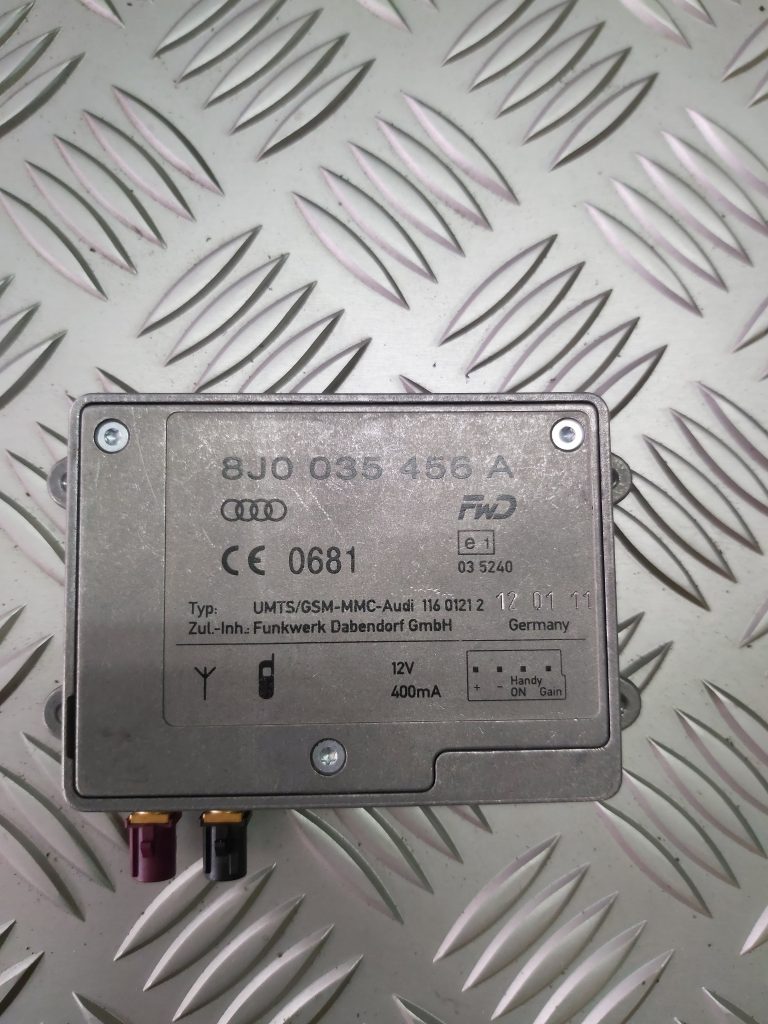 8J0 035 456 A
FWD
CE 0681
e 1
03 5240
Typ: UMTS/GSM-MMC-Audi 116 0121 2 12 01 11
Zul.-Inh.: Funkwerk Dabendorf GmbH Germany
12V
400mA
+ - Handy ON Gain